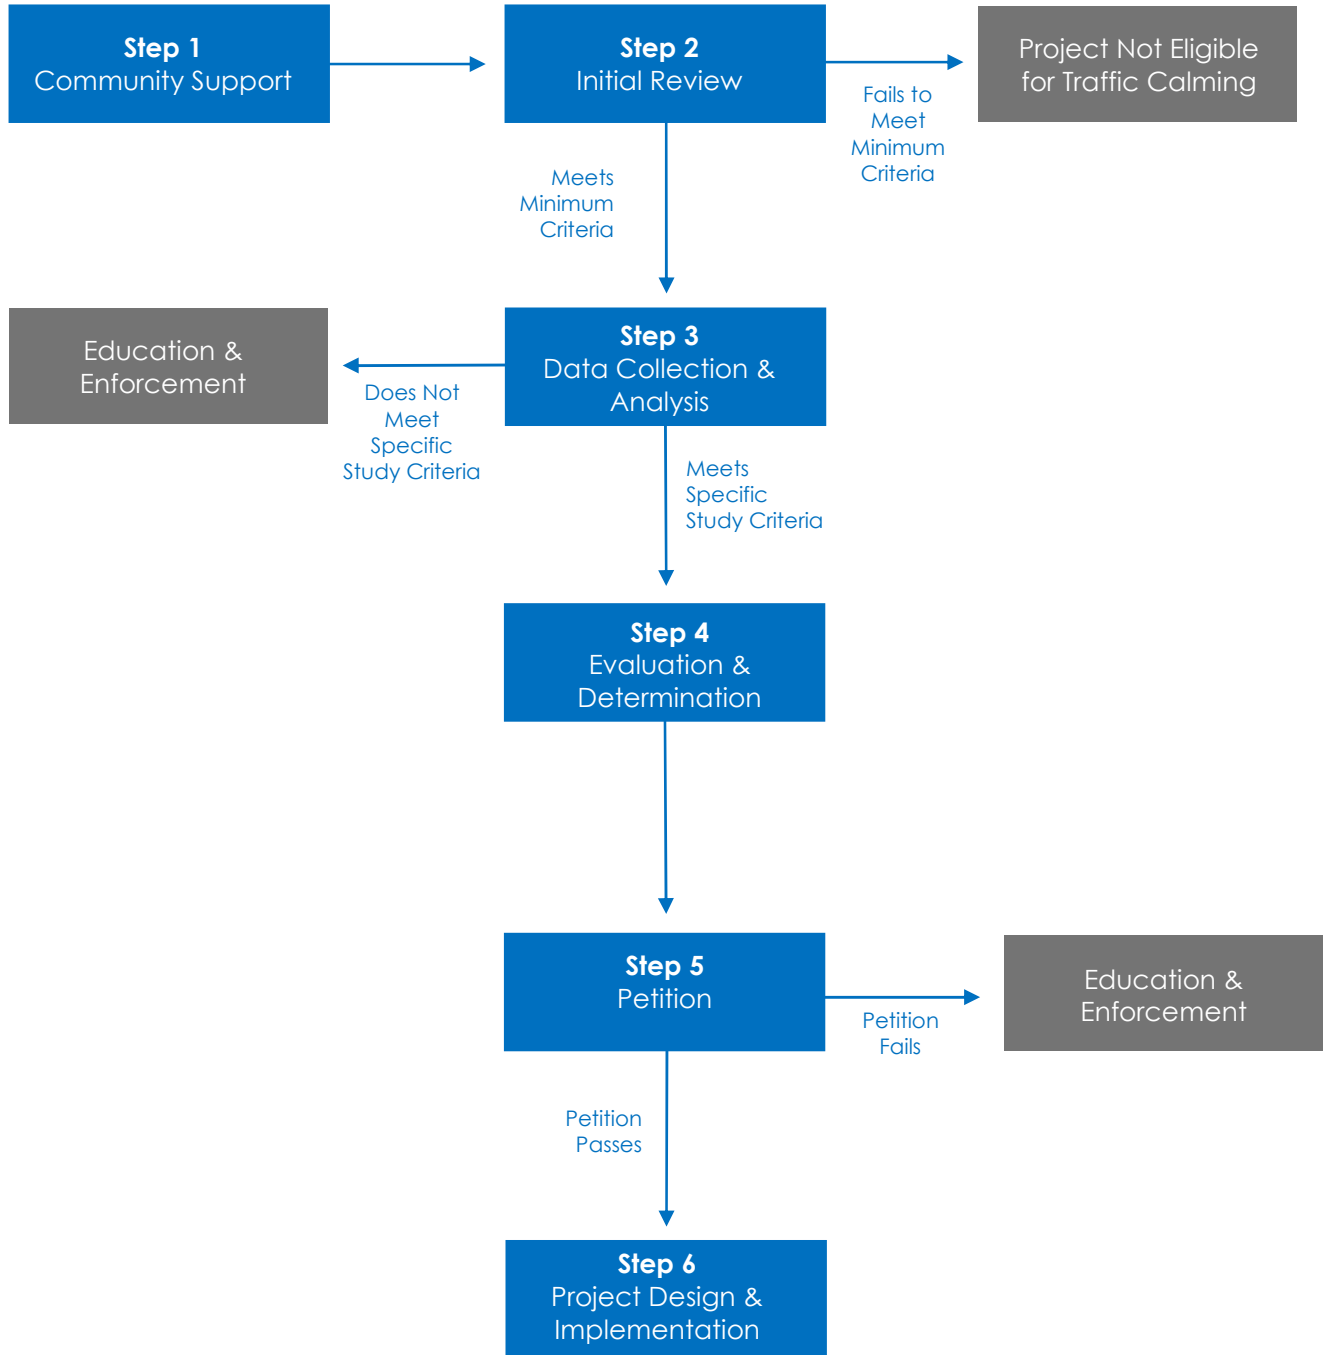 Step 1
Community Support
Step 2
Initial Review
Project Not Eligible
for Traffic Calming
Fails to
Meet
Minimum
Criteria
Meets
Minimum
Criteria
Education &
Enforcement
Step 3
Data Collection &
Analysis
Does Not
Meet
Specific
Study Criteria
Meets
Specific
Study Criteria
Step 4
Evaluation &
Determination
Step 5
Petition
Education &
Enforcement
Petition
Fails
Petition
Passes
Step 6
Project Design &
Implementation